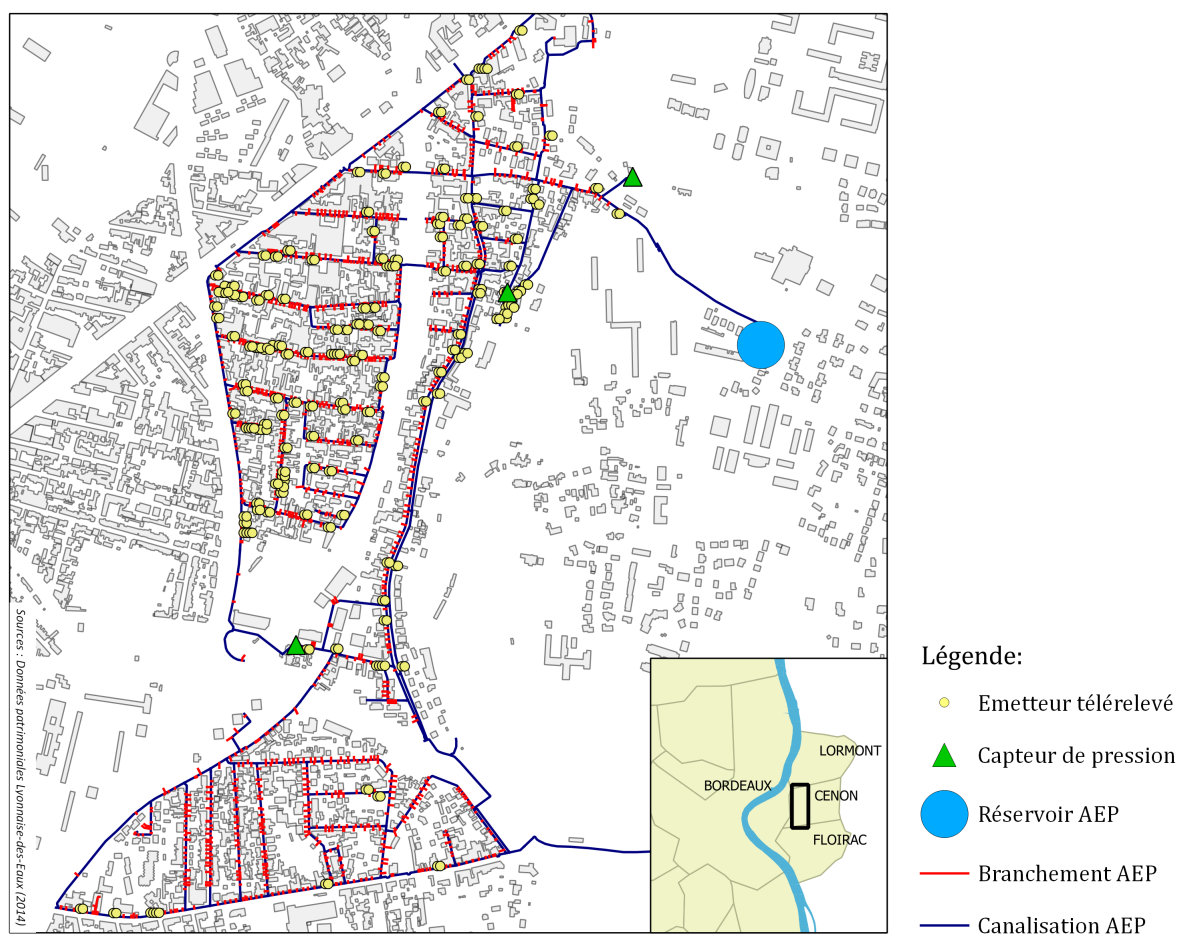 Sources : Données patrimoniales Lyonnaise-des-Eaux (2014)
LORMONT
BORDEAUX
CENON
FLOIRAC
Légende:
Emetteur télérelevé
Capteur de pression
Réservoir AEP
Branchement AEP
Canalisation AEP